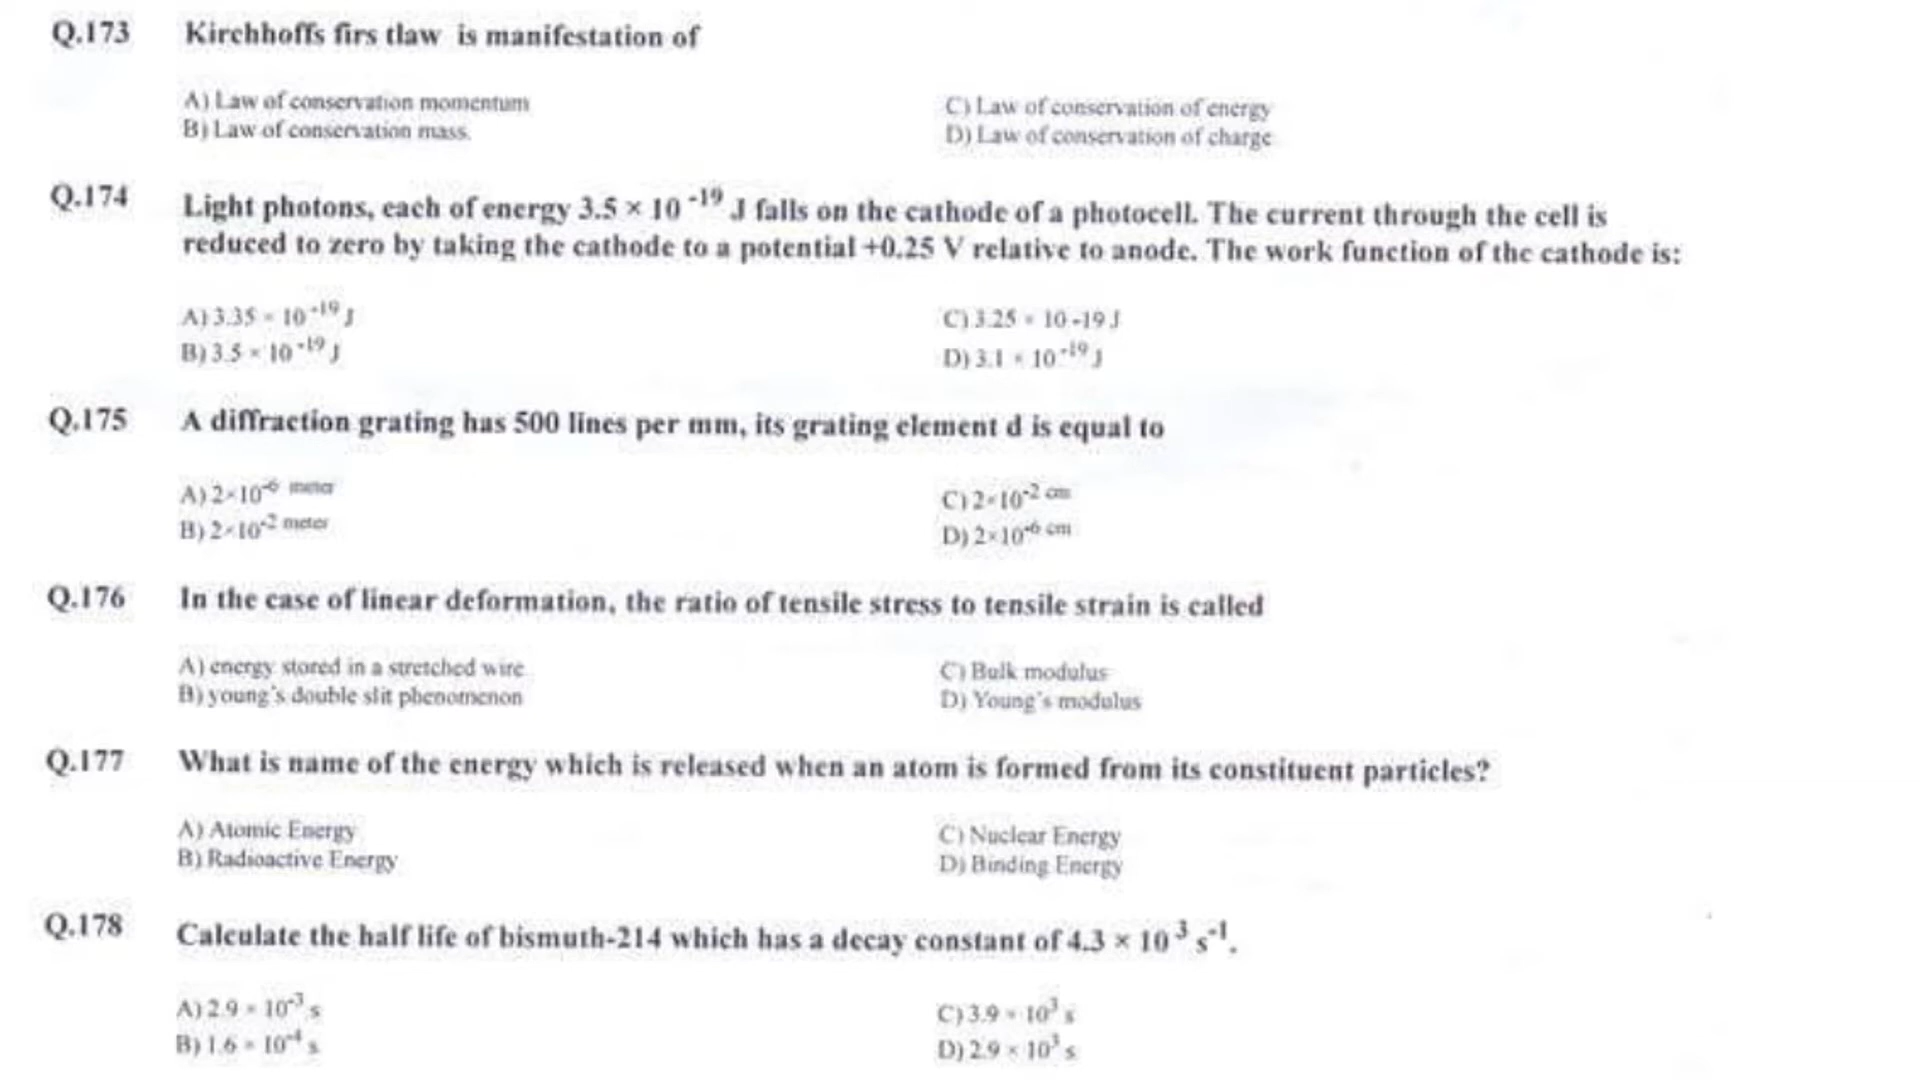 Q.173 Kirchhoffs firs tlaw is manifestation of
A) Law of conservation momentum
B) Law of conservation mass.
C) Law of conservation of energy
D) Law of conservation of charge
Q.174 Light photons, each of energy 3.5 × 10⁻¹⁹ J falls on the cathode of a photocell. The current through the cell is
reduced to zero by taking the cathode to a potential +0.25 V relative to anode. The work function of the cathode is:
A) 3.35 × 10⁻¹⁹ J
B) 3.5 × 10⁻¹⁹ J
C) 3.25 × 10-19 J
D) 3.1 × 10⁻¹⁹ J
Q.175 A diffraction grating has 500 lines per mm, its grating element d is equal to
A) 2×10⁻⁶ meter
B) 2×10⁻² meter
C) 2×10⁻² cm
D) 2×10⁻⁶ cm
Q.176 In the case of linear deformation, the ratio of tensile stress to tensile strain is called
A) energy stored in a stretched wire
B) young's double slit phenomenon
C) Bulk modulus
D) Young's modulus
Q.177 What is name of the energy which is released when an atom is formed from its constituent particles?
A) Atomic Energy
B) Radioactive Energy
C) Nuclear Energy
D) Binding Energy
Q.178 Calculate the half life of bismuth-214 which has a decay constant of 4.3 × 10³ s⁻¹.
A) 2.9 × 10⁻³ s
B) 1.6 × 10⁻⁴ s
C) 3.9 × 10³ s
D) 2.9 × 10³ s